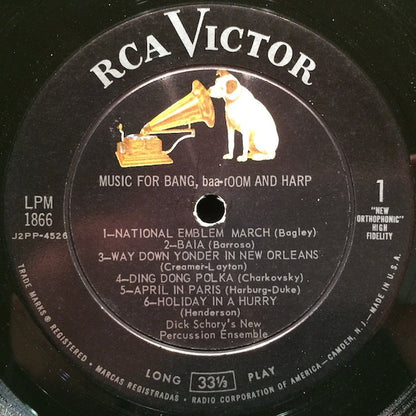 RCA VICTOR
MUSIC FOR BANG, baa-rOOM AND HARP
LPM
1866
J2PP-4526
1
"NEW
ORTHOPHONIC"
HIGH
FIDELITY
1–NATIONAL EMBLEM MARCH (Bagley)
2–BAÍA (Barroso)
3–WAY DOWN YONDER IN NEW ORLEANS
(Creamer-Layton)
4–DING DONG POLKA (Charkovsky)
5–APRIL IN PARIS (Harburg-Duke)
6–HOLIDAY IN A HURRY
(Henderson)
Dick Schory's New
Percussion Ensemble
LONG 33⅓ PLAY
TRADE MARKS ® REGISTERED • MARCAS REGISTRADAS • RADIO CORPORATION OF AMERICA—CAMDEN, N.J.—MADE IN U.S.A.